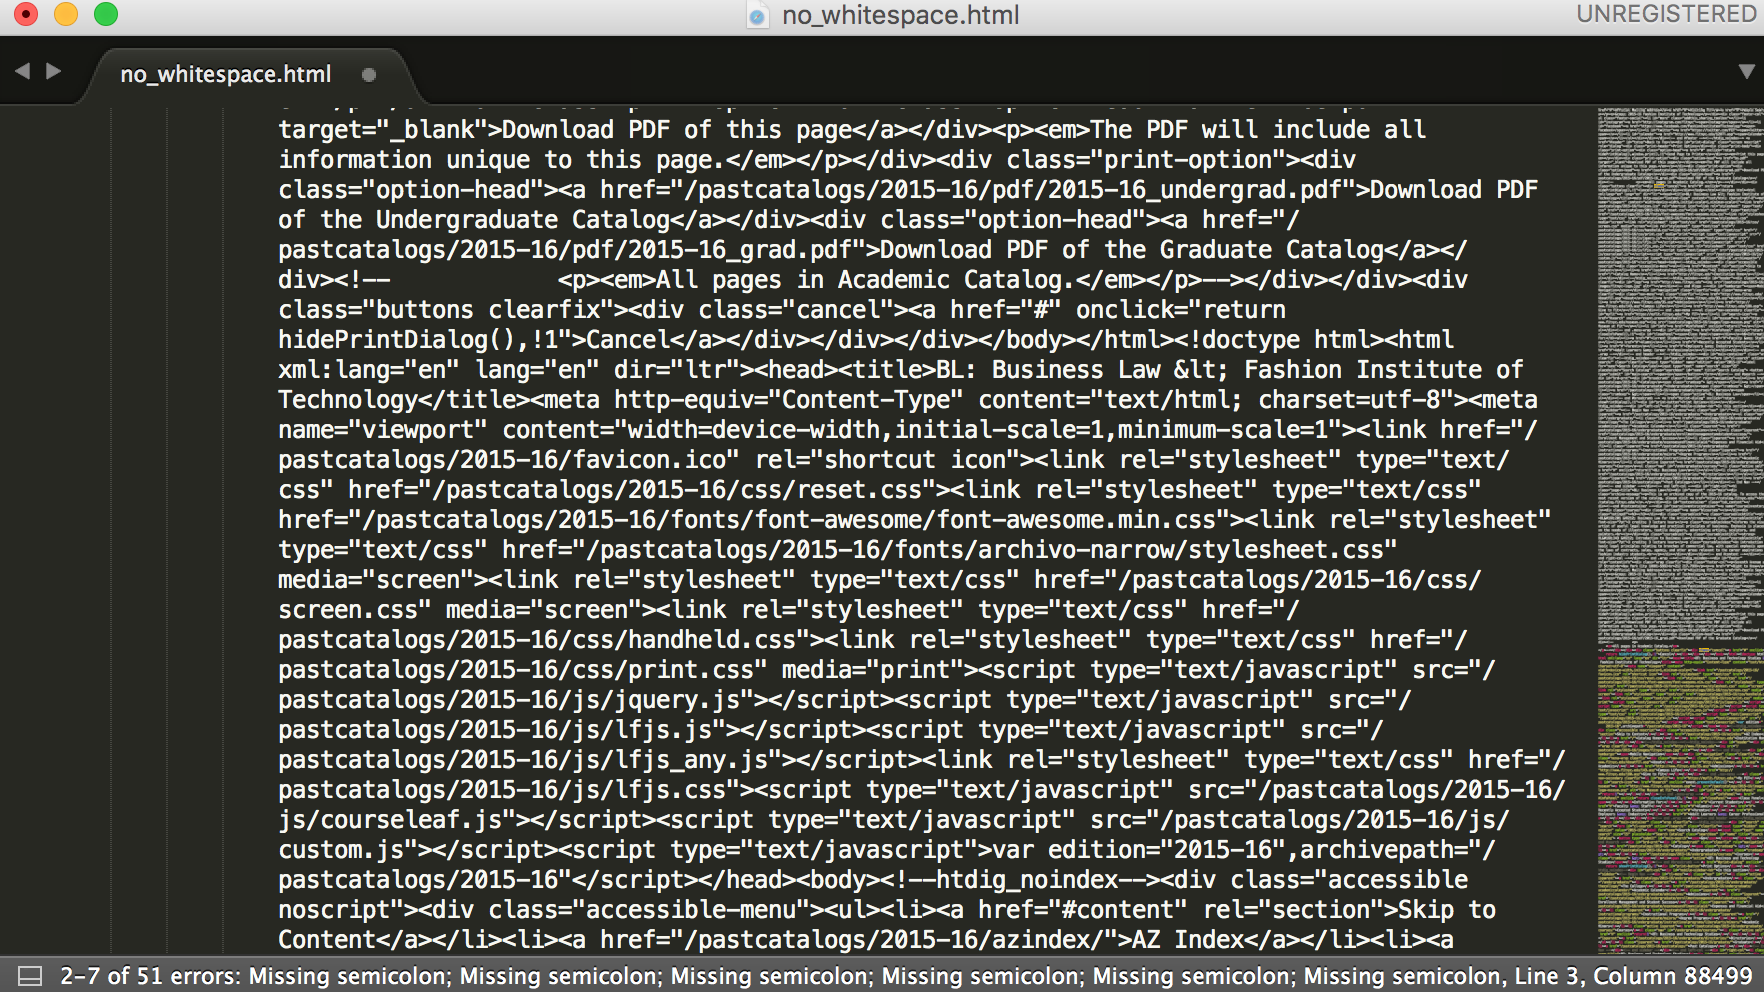 no_whitespace.html
UNREGISTERED
no_whitespace.html
target="_blank">Download PDF of this page</a></div><p><em>The PDF will include all
information unique to this page.</em></p></div><div class="print-option"><div
class="option-head"><a href="/pastcatalogs/2015-16/pdf/2015-16_undergrad.pdf">Download PDF
of the Undergraduate Catalog</a></div><div class="option-head"><a href="/
pastcatalogs/2015-16/pdf/2015-16_grad.pdf">Download PDF of the Graduate Catalog</a></
div><!--            <p><em>All pages in Academic Catalog.</em></p>--></div></div><div
class="buttons clearfix"><div class="cancel"><a href="#" onclick="return
hidePrintDialog(),!1">Cancel</a></div></div></div></body></html><!doctype html><html
xml:lang="en" lang="en" dir="ltr"><head><title>BL: Business Law &lt; Fashion Institute of
Technology</title><meta http-equiv="Content-Type" content="text/html; charset=utf-8"><meta
name="viewport" content="width=device-width,initial-scale=1,minimum-scale=1"><link href="/
pastcatalogs/2015-16/favicon.ico" rel="shortcut icon"><link rel="stylesheet" type="text/
css" href="/pastcatalogs/2015-16/css/reset.css"><link rel="stylesheet" type="text/css"
href="/pastcatalogs/2015-16/fonts/font-awesome/font-awesome.min.css"><link rel="stylesheet"
type="text/css" href="/pastcatalogs/2015-16/fonts/archivo-narrow/stylesheet.css"
media="screen"><link rel="stylesheet" type="text/css" href="/pastcatalogs/2015-16/css/
screen.css" media="screen"><link rel="stylesheet" type="text/css" href="/
pastcatalogs/2015-16/css/handheld.css"><link rel="stylesheet" type="text/css" href="/
pastcatalogs/2015-16/css/print.css" media="print"><script type="text/javascript" src="/
pastcatalogs/2015-16/js/jquery.js"></script><script type="text/javascript" src="/
pastcatalogs/2015-16/js/lfjs.js"></script><script type="text/javascript" src="/
pastcatalogs/2015-16/js/lfjs_any.js"></script><link rel="stylesheet" type="text/css" href="/
pastcatalogs/2015-16/js/lfjs.css"><script type="text/javascript" src="/pastcatalogs/2015-16/
js/courseleaf.js"></script><script type="text/javascript" src="/pastcatalogs/2015-16/js/
custom.js"></script><script type="text/javascript">var edition="2015-16",archivepath="/
pastcatalogs/2015-16"</script></head><body><!--htdig_noindex--><div class="accessible
noscript"><div class="accessible-menu"><ul><li><a href="#content" rel="section">Skip to
Content</a></li><li><a href="/pastcatalogs/2015-16/azindex/">AZ Index</a></li><li><a
2-7 of 51 errors: Missing semicolon; Missing semicolon; Missing semicolon; Missing semicolon; Missing semicolon; Missing semicolon, Line 3, Column 88499